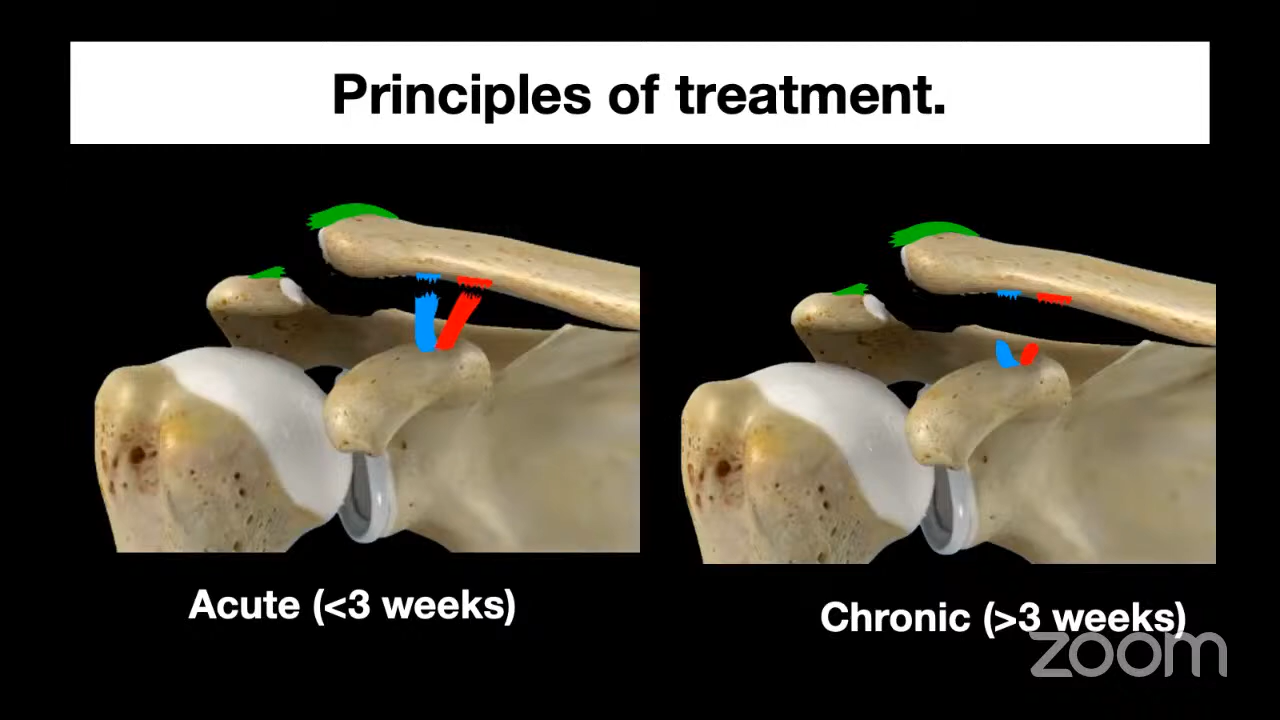 Principles of treatment.
Acute (<3 weeks)
Chronic (>3 weeks)
zoom